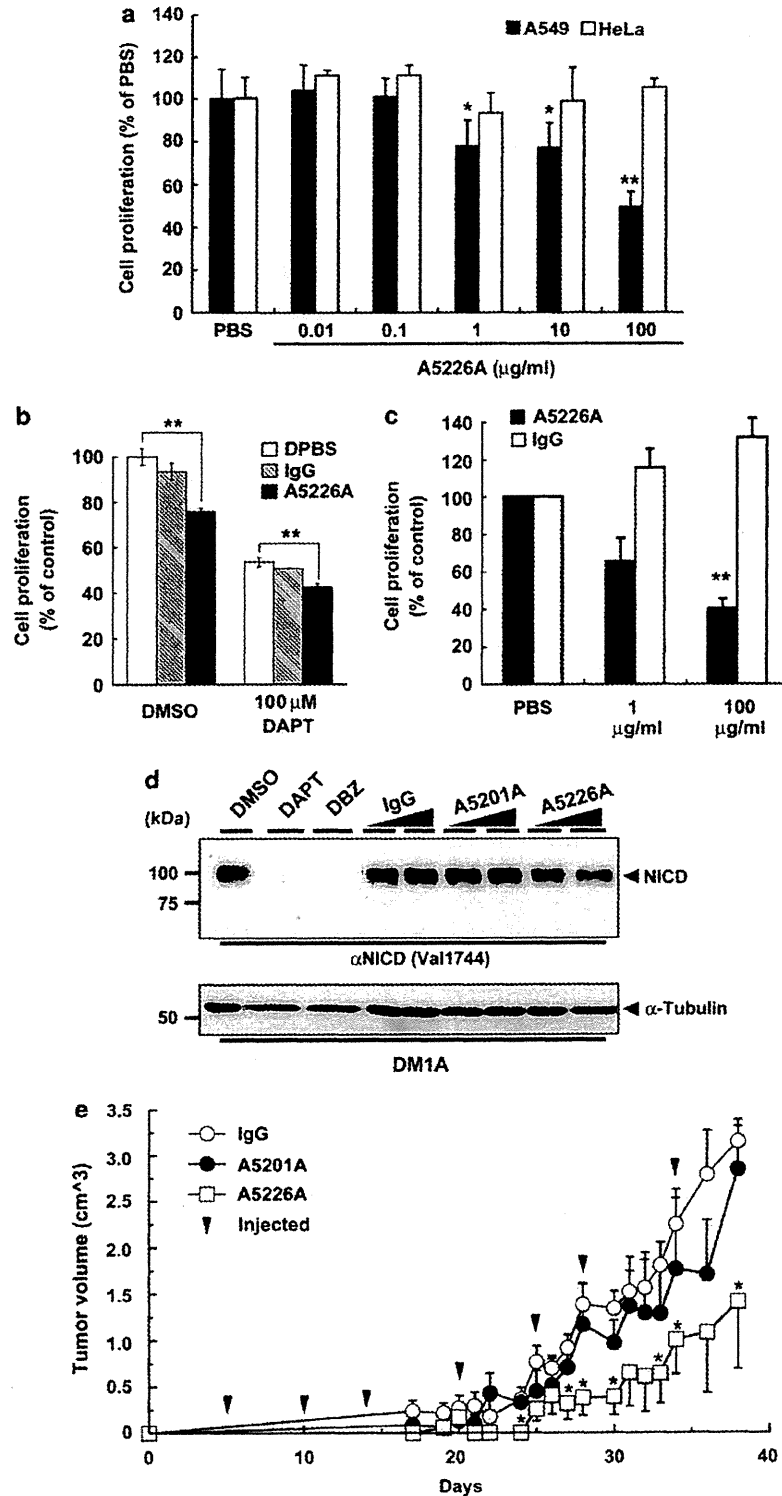 a
140
120
100
80
60
40
20
0
Cell proliferation (% of PBS)
A549 HeLa
* * **
PBS 0.01 0.1 1 10 100
A5226A (μg/ml)
b
100
80
60
40
20
0
Cell proliferation
(% of control)
** **
DPBS
IgG
A5226A
DMSO 100 μM
DAPT
c
140
120
100
80
60
40
20
0
Cell proliferation
(% of control)
A5226A
IgG
**
PBS 1 100
μg/ml μg/ml
d
(kDa)
DMSO DAPT DBZ IgG A5201A A5226A
100
75
NICD
αNICD (Val1744)
50
α-Tubulin
DM1A
e
3.5
3.0
2.5
2.0
1.5
1.0
0.5
0
Tumor volume (cm^3)
IgG
A5201A
A5226A
Injected
* * * * * * * *
0 10 20 30 40
Days